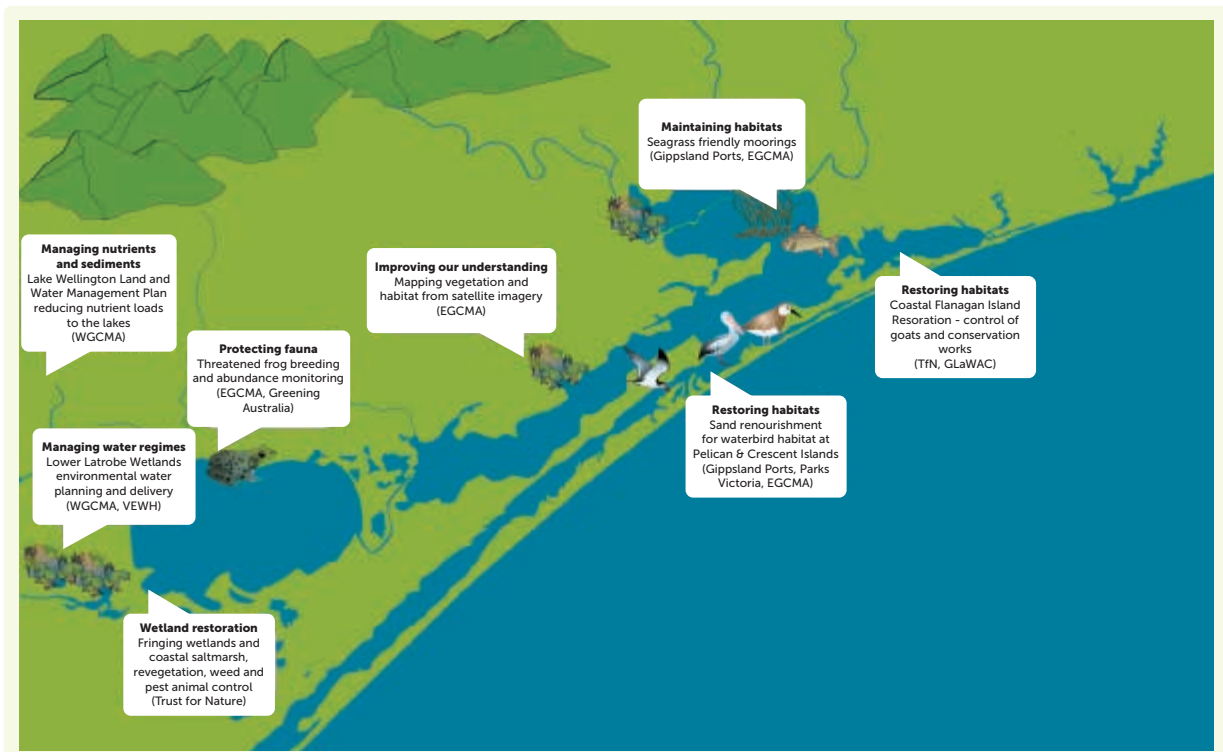 Maintaining habitats
Seagrass friendly moorings
(Gippsland Ports, EGCMA)
Managing nutrients
and sediments
Lake Wellington Land and
Water Management Plan
reducing nutrient loads
to the lakes
(WGCMA)
Improving our understanding
Mapping vegetation and
habitat from satellite imagery
(EGCMA)
Restoring habitats
Coastal Flanagan Island
Resoration - control of
goats and conservation
works
(TfN, GLaWAC)
Protecting fauna
Threatened frog breeding
and abundance monitoring
(EGCMA, Greening
Australia)
Restoring habitats
Sand renourishment
for waterbird habitat at
Pelican & Crescent Islands
(Gippsland Ports, Parks
Victoria, EGCMA)
Managing water regimes
Lower Latrobe Wetlands
environmental water
planning and delivery
(WGCMA, VEWH)
Wetland restoration
Fringing wetlands and
coastal saltmarsh,
revegetation, weed and
pest animal control
(Trust for Nature)